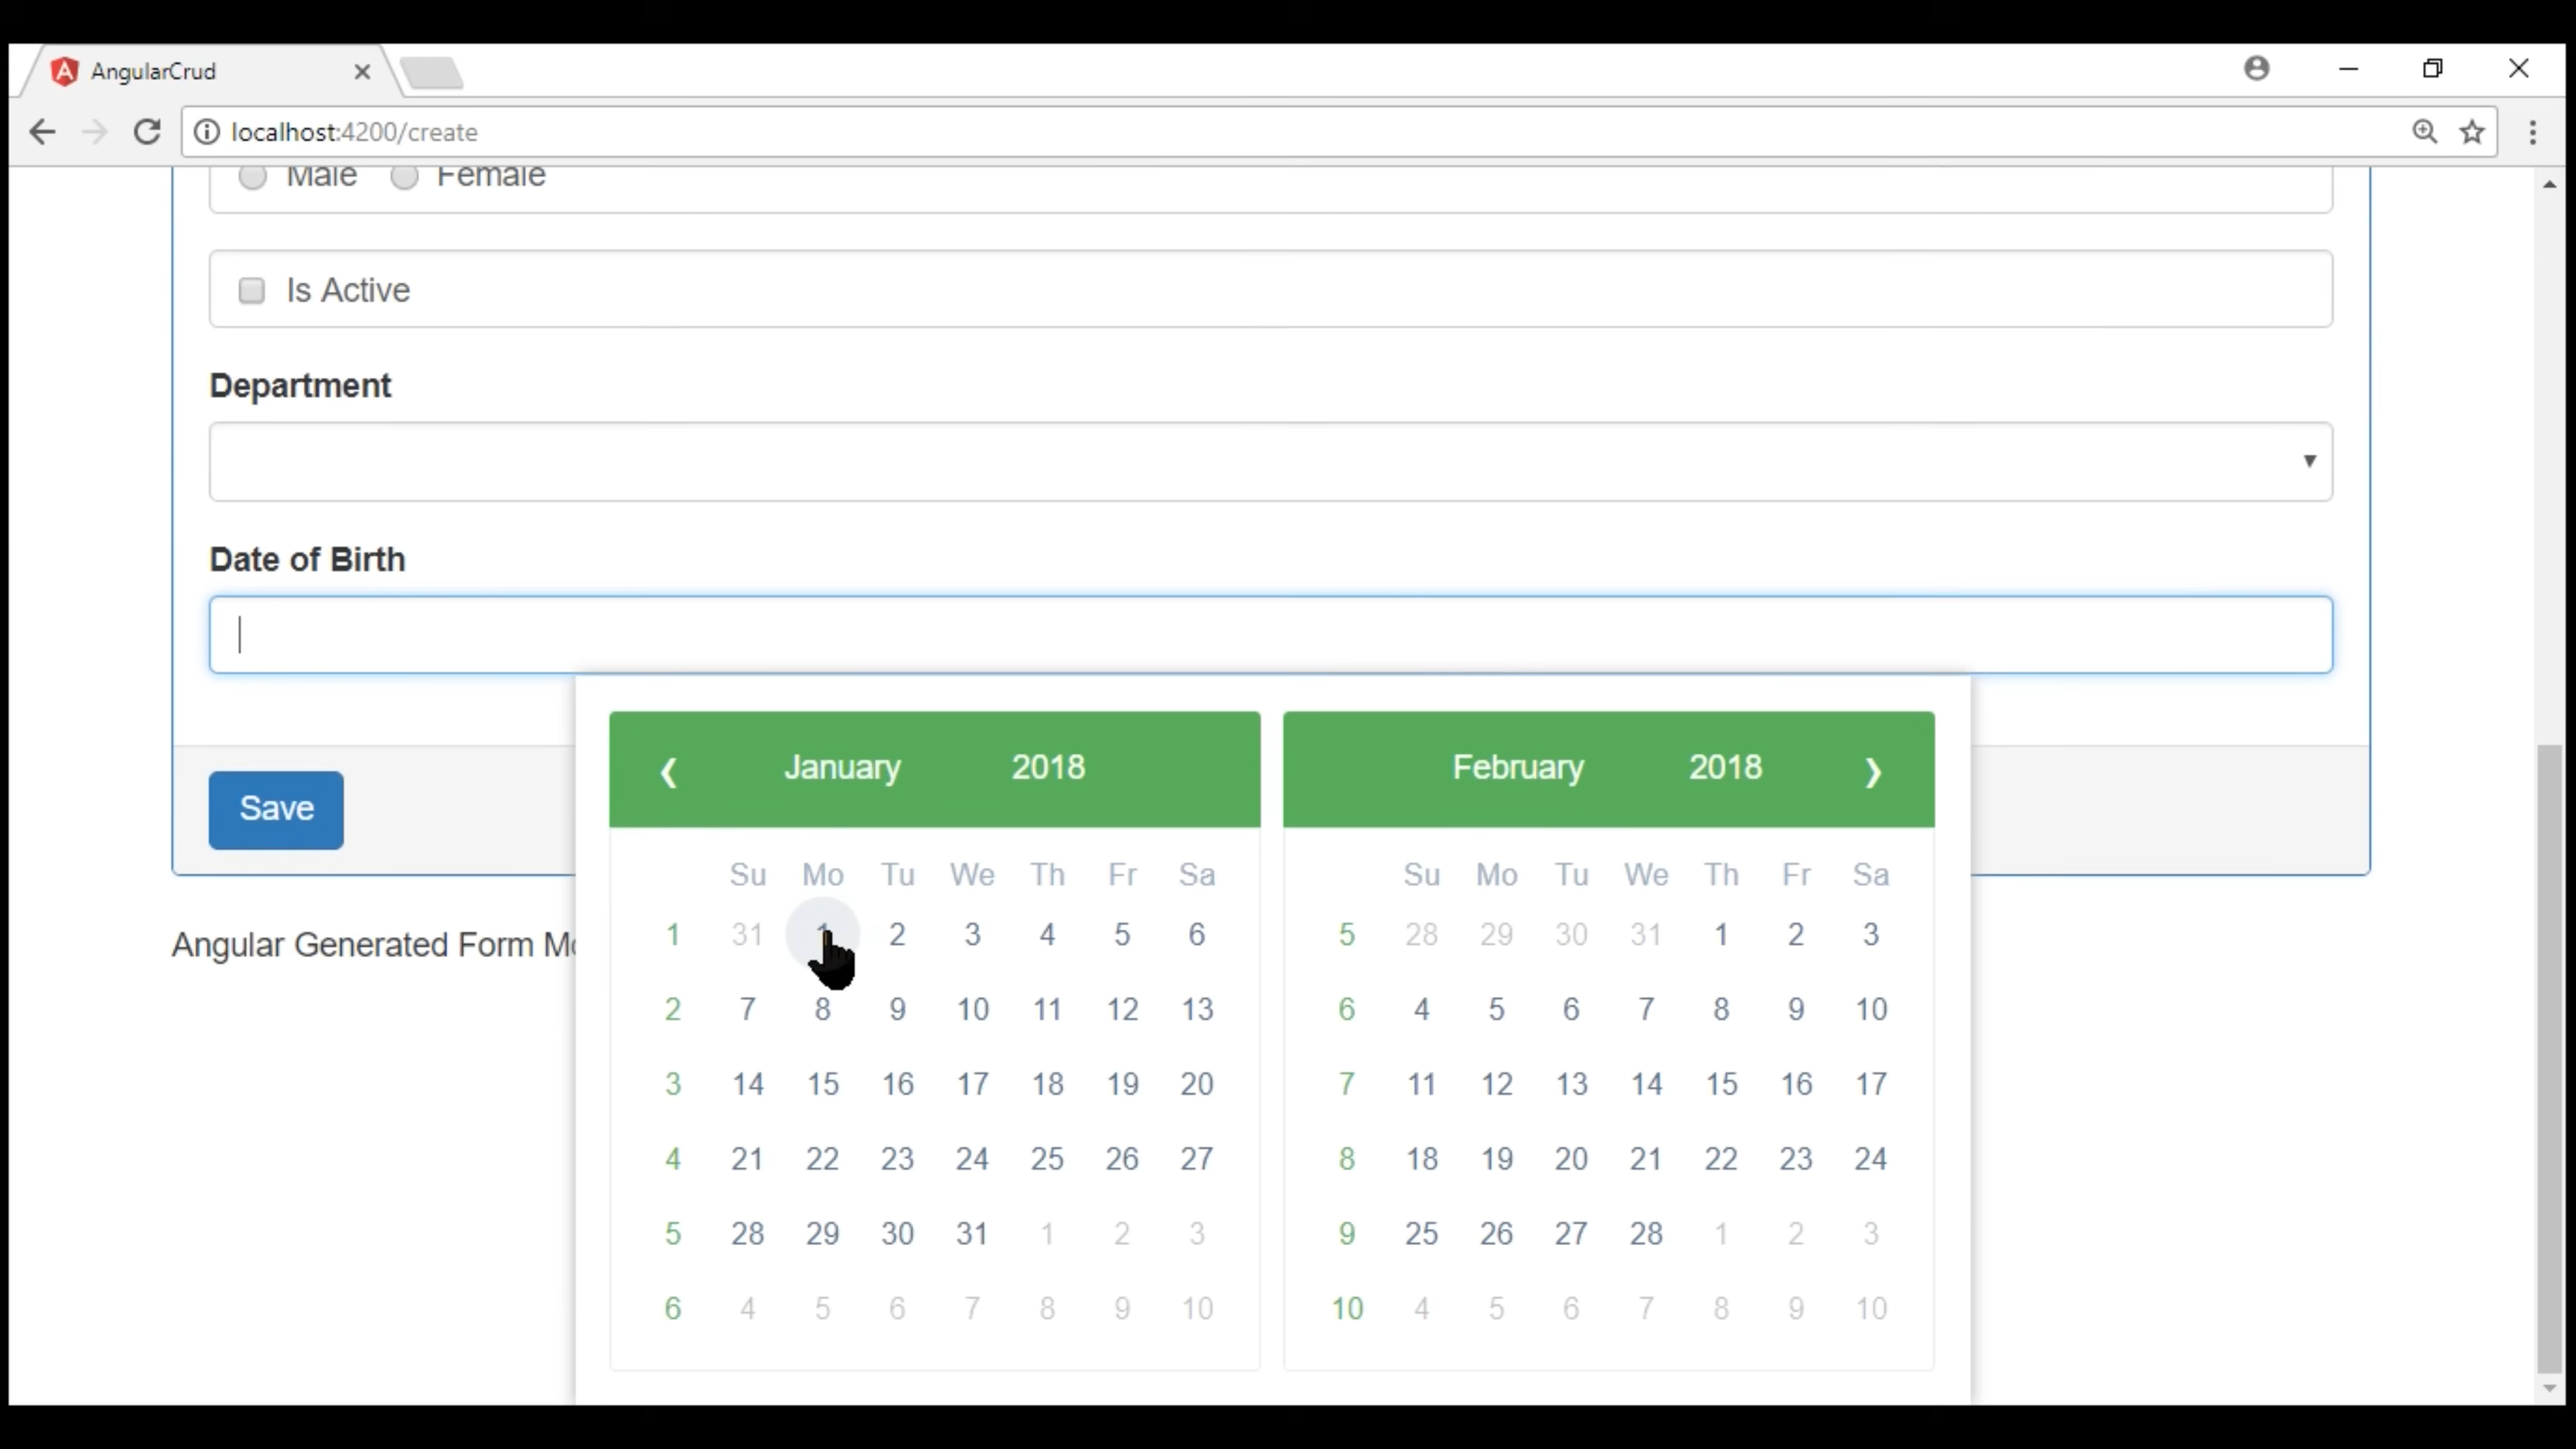 AngularCrud
localhost:4200/create
Male Female
Is Active
Department
Date of Birth
January 2018 February 2018
Save
Su Mo Tu We Th Fr Sa Su Mo Tu We Th Fr Sa
1 31 1 2 3 4 5 6 5 28 29 30 31 1 2 3
Angular Generated Form
2 7 8 9 10 11 12 13 6 4 5 6 7 8 9 10
3 14 15 16 17 18 19 20 7 11 12 13 14 15 16 17
4 21 22 23 24 25 26 27 8 18 19 20 21 22 23 24
5 28 29 30 31 1 2 3 9 25 26 27 28 1 2 3
6 4 5 6 7 8 9 10 10 4 5 6 7 8 9 10